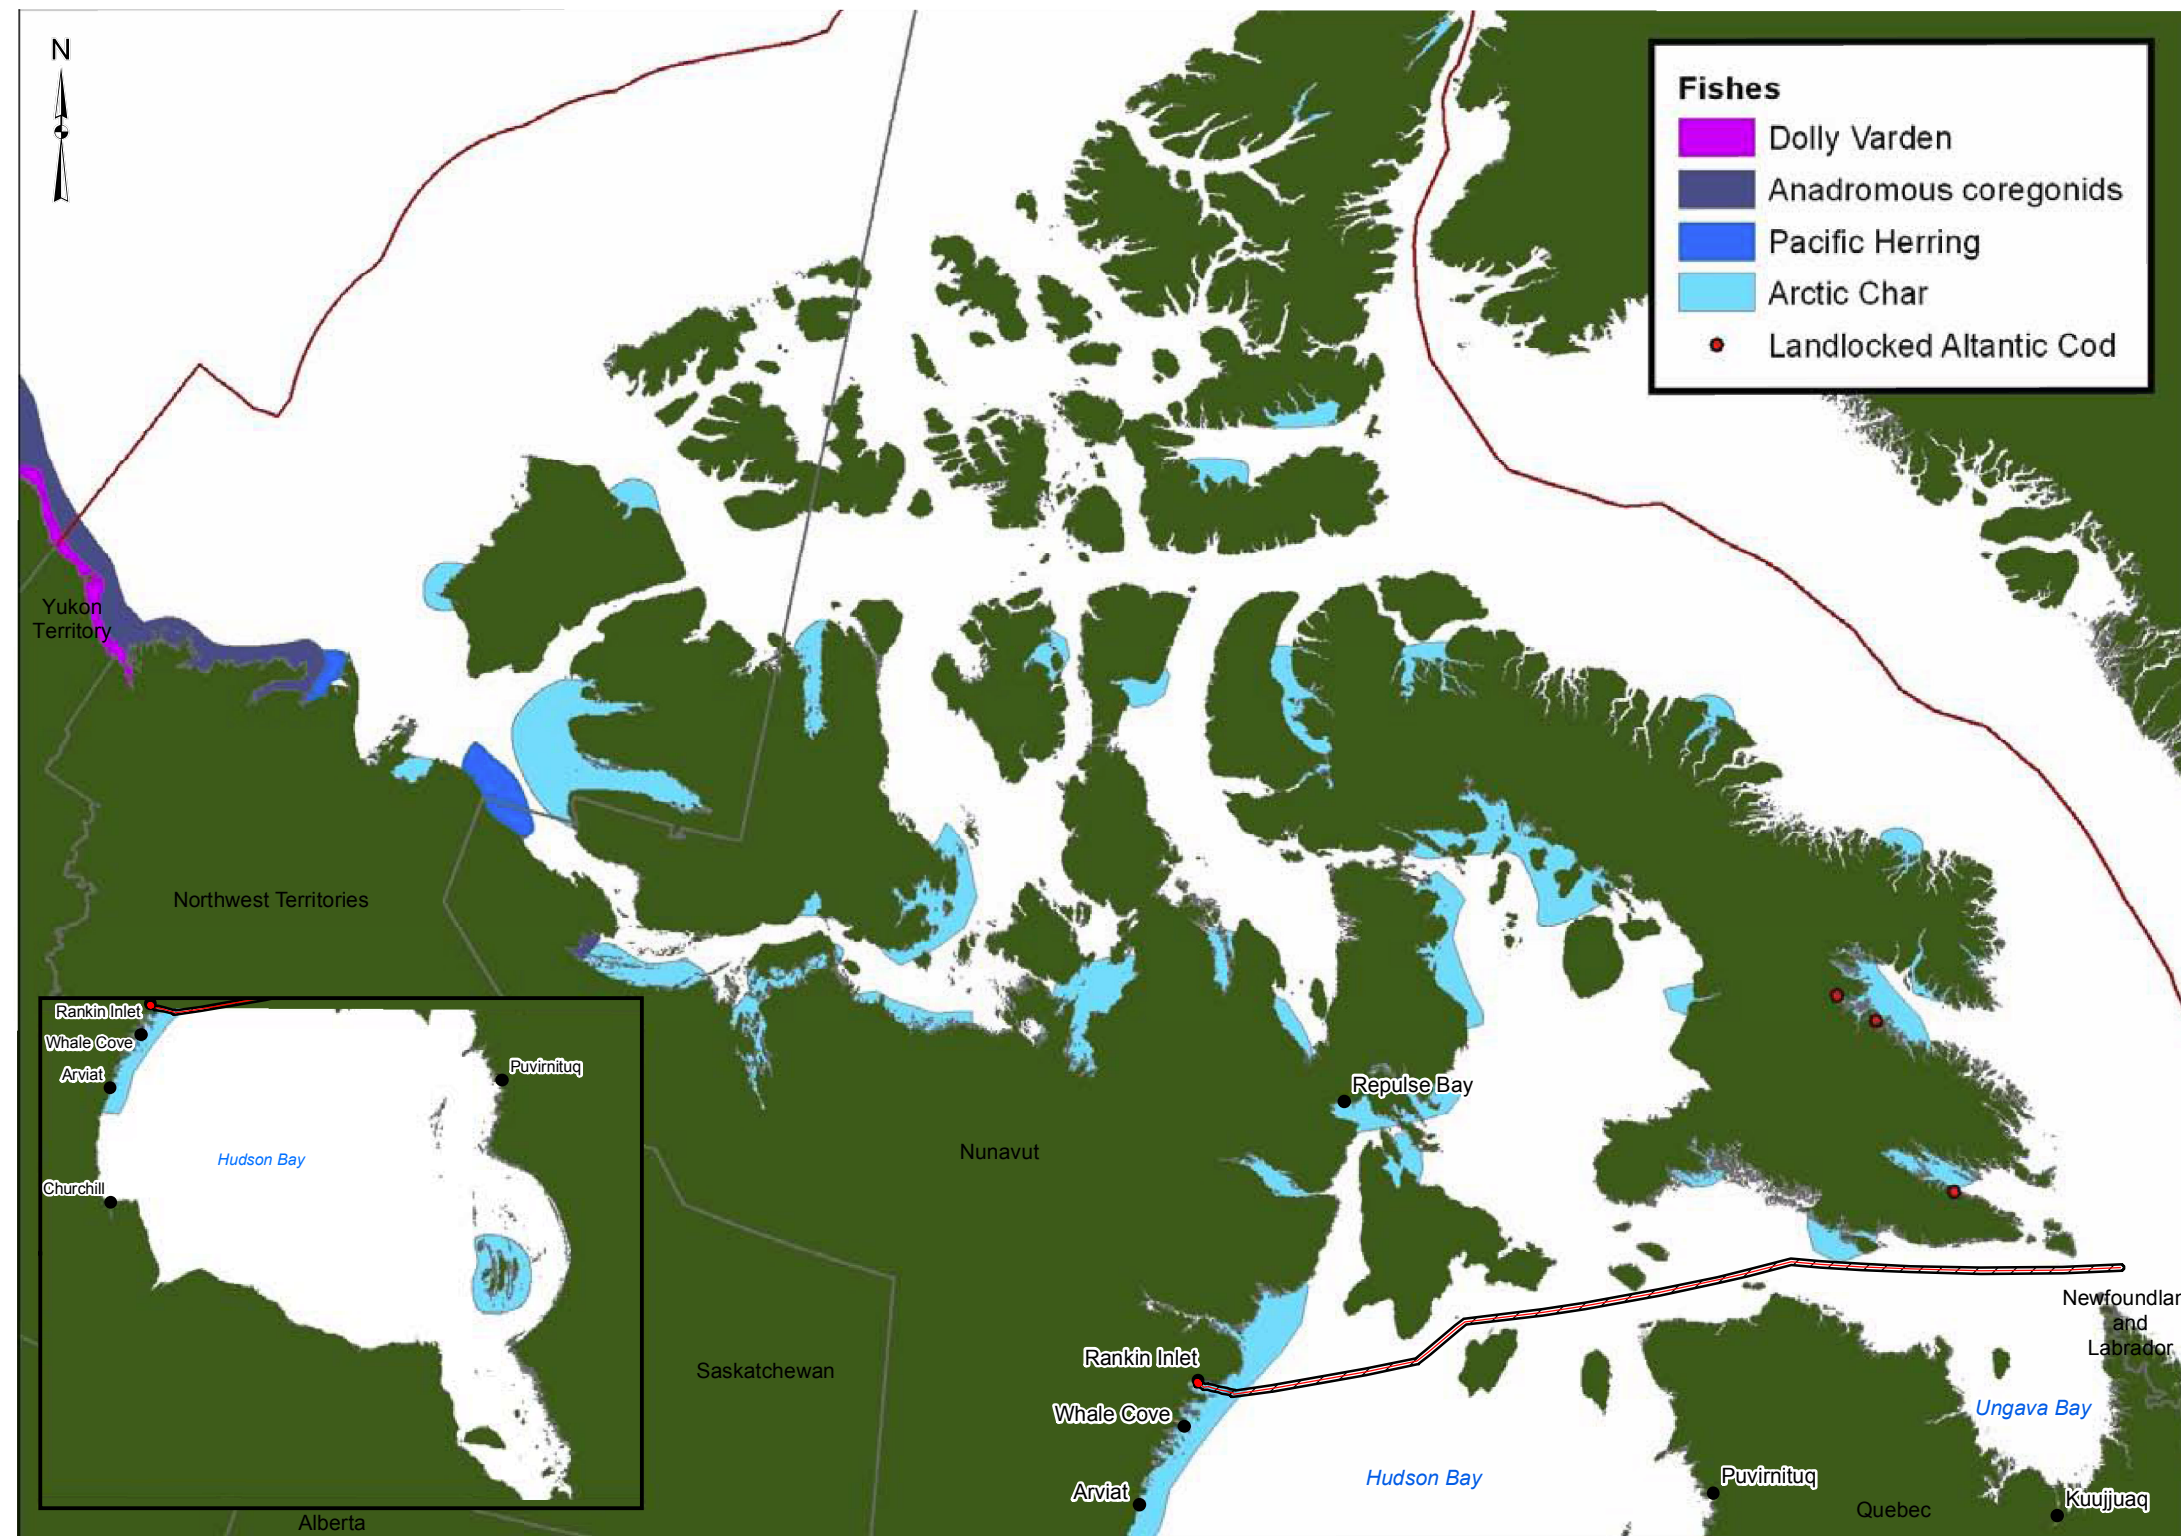 N
Fishes
Dolly Varden
Anadromous coregonids
Pacific Herring
Arctic Char
Landlocked Altantic Cod
Yukon
Territory
Northwest Territories
Rankin Inlet
Whale Cove
Arviat
Puvirnituq
Hudson Bay
Churchill
Repulse Bay
Nunavut
Newfoundlan
and
Labrador
Rankin Inlet
Saskatchewan
Whale Cove
Ungava Bay
Hudson Bay
Puvirnituq
Arviat
Kuujjuaq
Quebec
Alberta